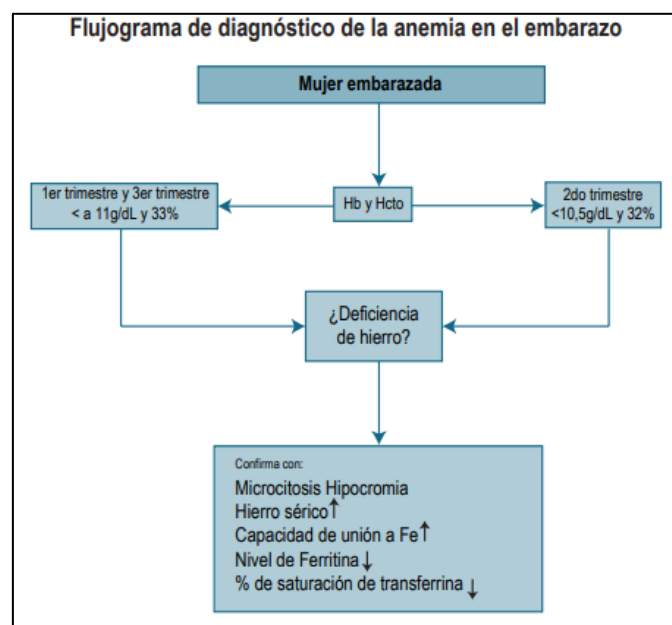 Flujograma de diagnóstico de la anemia en el embarazo
Mujer embarazada
1er trimestre y 3er trimestre
< a 11g/dL y 33%
Hb y Hcto
2do trimestre
<10,5g/dL y 32%
¿Deficiencia
de hierro?
Confirma con:
Microcitosis Hipocromia
Hierro sérico↑
Capacidad de unión a Fe↑
Nivel de Ferritina↓
% de saturación de transferrina↓